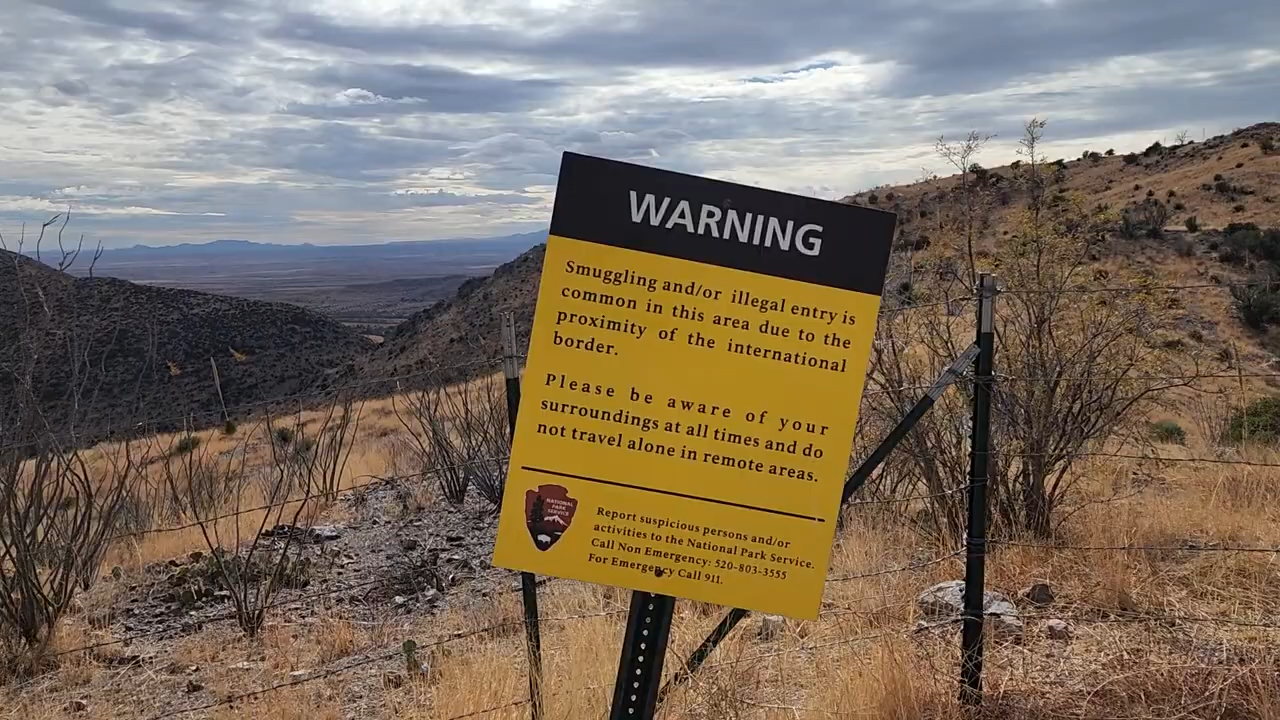 WARNING
Smuggling and/or illegal entry is
common in this area due to the
proximity of the international
border.
Please be aware of your
surroundings at all times and do
not travel alone in remote areas.
NATIONAL
PARK
SERVICE
Report suspicious persons and/or
activities to the National Park Service.
Call Non Emergency: 520-803-3555
For Emergency Call 911.